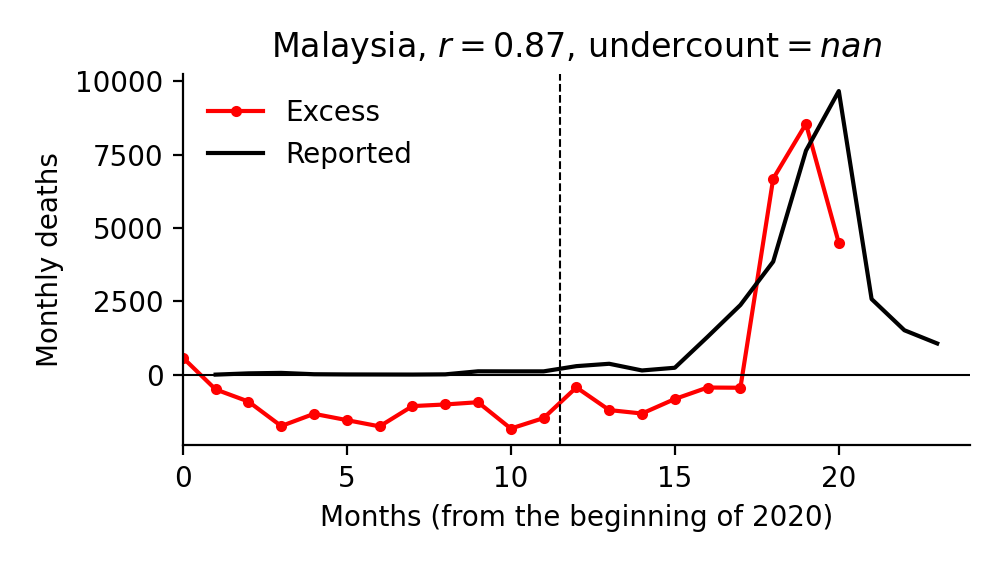 Malaysia, r = 0.87, undercount = nan
10000
7500
5000
2500
0
Monthly deaths
Excess
Reported
0 5 10 15 20
Months (from the beginning of 2020)